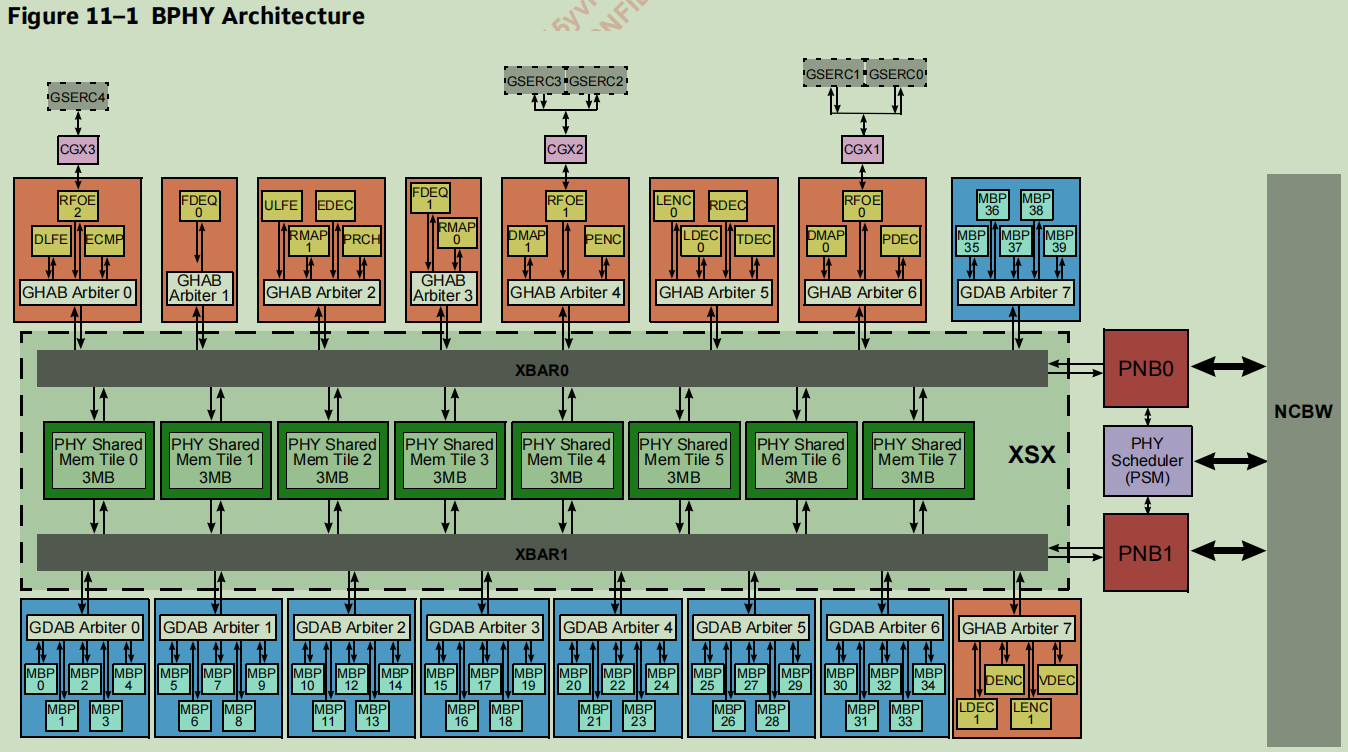 Figure 11–1 BPHY Architecture
GSERC4
GSERC3 GSERC2
GSERC1 GSERC0
CGX3
CGX2
CGX1
RFOE
2
DLFE
ECMP
GHAB Arbiter 0
FDEQ
0
GHAB
Arbiter 1
ULFE
EDEC
RMAP
1
PRCH
GHAB Arbiter 2
FDEQ
1
RMAP
0
GHAB
Arbiter 3
RFOE
1
DMAP
1
PENC
GHAB Arbiter 4
LENC
0
RDEC
LDEC
0
TDEC
GHAB Arbiter 5
RFOE
0
DMAP
0
PDEC
GHAB Arbiter 6
MBP
36
MBP
38
MBP
35
MBP
37
MBP
39
GDAB Arbiter 7
XBAR0
PNB0
NCBW
PHY Shared
Mem Tile 0
3MB
PHY Shared
Mem Tile 1
3MB
PHY Shared
Mem Tile 2
3MB
PHY Shared
Mem Tile 3
3MB
PHY Shared
Mem Tile 4
3MB
PHY Shared
Mem Tile 5
3MB
PHY Shared
Mem Tile 6
3MB
PHY Shared
Mem Tile 7
3MB
XSX
PHY
Scheduler
(PSM)
XBAR1
PNB1
GDAB Arbiter 0
MBP
0
MBP
2
MBP
4
MBP
1
MBP
3
GDAB Arbiter 1
MBP
5
MBP
7
MBP
9
MBP
6
MBP
8
GDAB Arbiter 2
MBP
10
MBP
12
MBP
14
MBP
11
MBP
13
GDAB Arbiter 3
MBP
15
MBP
17
MBP
19
MBP
16
MBP
18
GDAB Arbiter 4
MBP
20
MBP
22
MBP
24
MBP
21
MBP
23
GDAB Arbiter 5
MBP
25
MBP
27
MBP
29
MBP
26
MBP
28
GDAB Arbiter 6
MBP
30
MBP
32
MBP
34
MBP
31
MBP
33
GHAB Arbiter 7
DENC
VDEC
LDEC
1
LENC
1